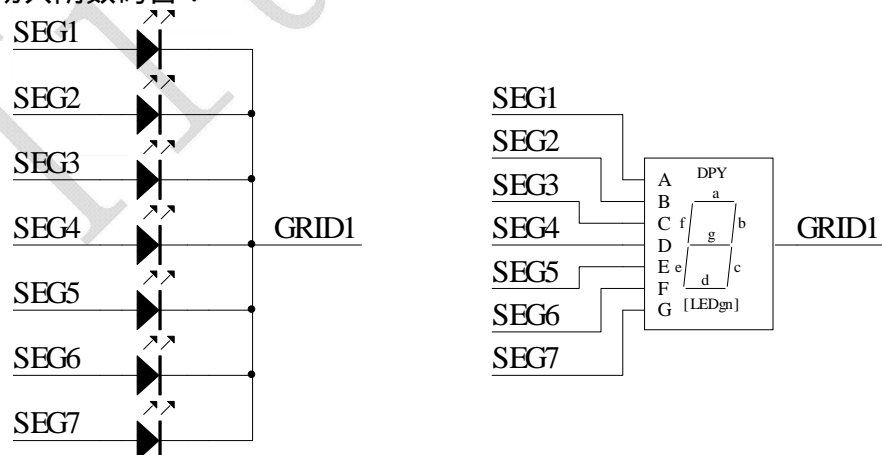 SEG1
SEG2
SEG3
SEG4
SEG5
SEG6
SEG7
GRID1
SEG1
SEG2
SEG3
SEG4
SEG5
SEG6
SEG7
A
B
C
D
E
F
G
DPY
a
f
b
g
e
c
d
[LEDgn]
GRID1